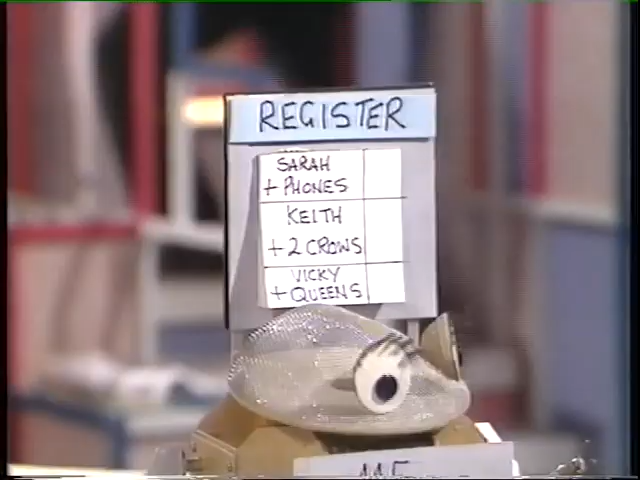 REGISTER
SARAH
+ PHONES
KEITH
+ 2 CROWS
VICKY
+ QUEENS